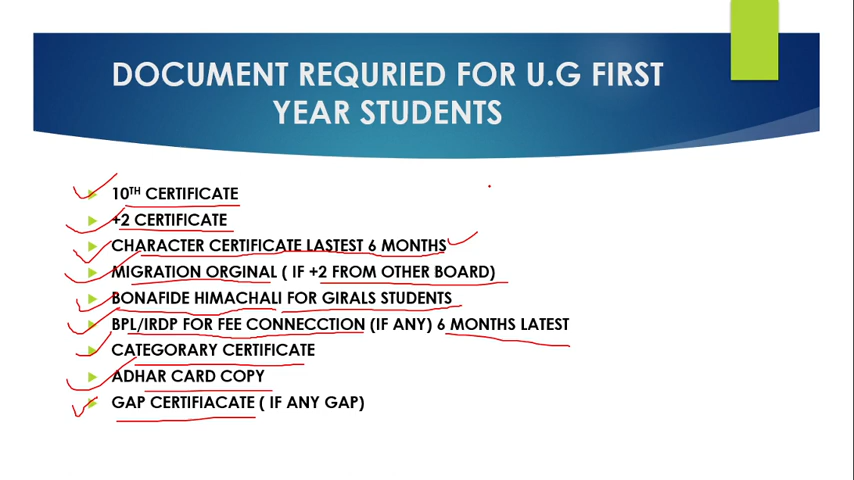 DOCUMENT REQURIED FOR U.G FIRST
YEAR STUDENTS
10TH CERTIFICATE
+2 CERTIFICATE
CHARACTER CERTIFICATE LASTEST 6 MONTHS
MIGRATION ORGINAL ( IF +2 FROM OTHER BOARD)
BONAFIDE HIMACHALI FOR GIRALS STUDENTS
BPL/IRDP FOR FEE CONNECCTION (IF ANY) 6 MONTHS LATEST
CATEGORARY CERTIFICATE
ADHAR CARD COPY
GAP CERTIFIACATE ( IF ANY GAP)